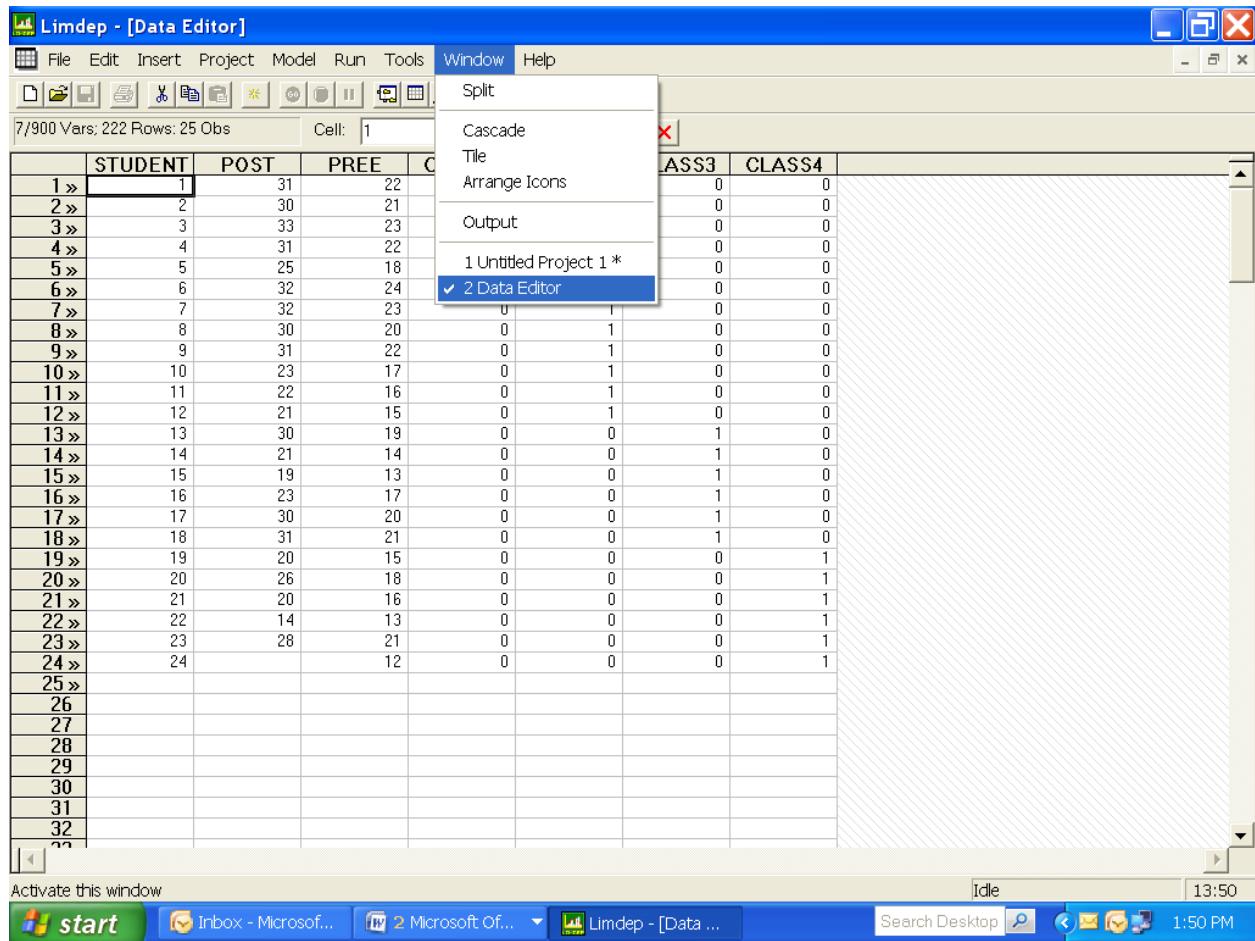 Limdep - [Data Editor]
File Edit Insert Project Model Run Tools Window Help
Split
7/900 Vars; 222 Rows: 25 Obs Cell: 1
Cascade
Tile
Arrange Icons
Output
1 Untitled Project 1 *
2 Data Editor
STUDENT POST PREE C LASS3 CLASS4
1 » 1 31 22 0 0
2 » 2 30 21 0 0
3 » 3 33 23 0 0
4 » 4 31 22 0 0
5 » 5 25 18 0 0
6 » 6 32 24 0 0
7 » 7 32 23 0 1 0 0
8 » 8 30 20 0 1 0 0
9 » 9 31 22 0 1 0 0
10 » 10 23 17 0 1 0 0
11 » 11 22 16 0 1 0 0
12 » 12 21 15 0 1 0 0
13 » 13 30 19 0 0 1 0
14 » 14 21 14 0 0 1 0
15 » 15 19 13 0 0 1 0
16 » 16 23 17 0 0 1 0
17 » 17 30 20 0 0 1 0
18 » 18 31 21 0 0 1 0
19 » 19 20 15 0 0 0 1
20 » 20 26 18 0 0 0 1
21 » 21 20 16 0 0 0 1
22 » 22 14 13 0 0 0 1
23 » 23 28 21 0 0 0 1
24 » 24 12 0 0 0 1
25 »
26
27
28
29
30
31
32
Activate this window Idle 13:50
start Inbox - Microsof... 2 Microsoft Of... Limdep - [Data ... Search Desktop 1:50 PM